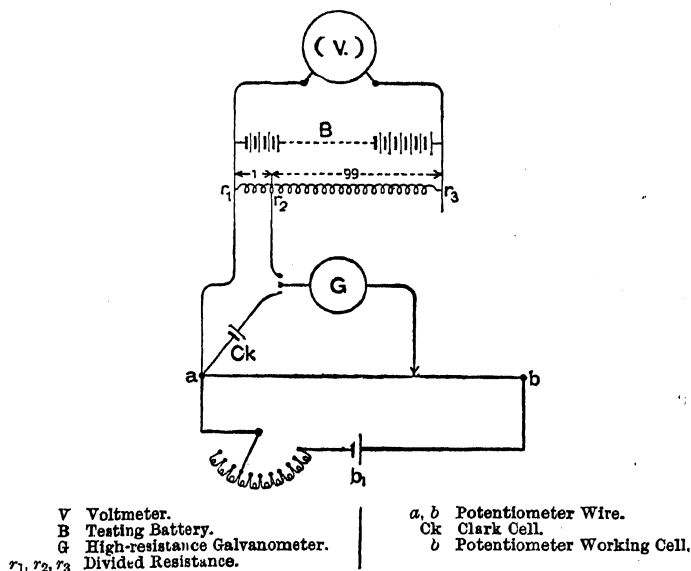 (V.)
B
1 99
r1 r2 r3
G
Ck
a b
b1
V Voltmeter.
B Testing Battery.
G High-resistance Galvanometer.
r1, r2, r3 Divided Resistance.
a, b Potentiometer Wire.
Ck Clark Cell.
b Potentiometer Working Cell.